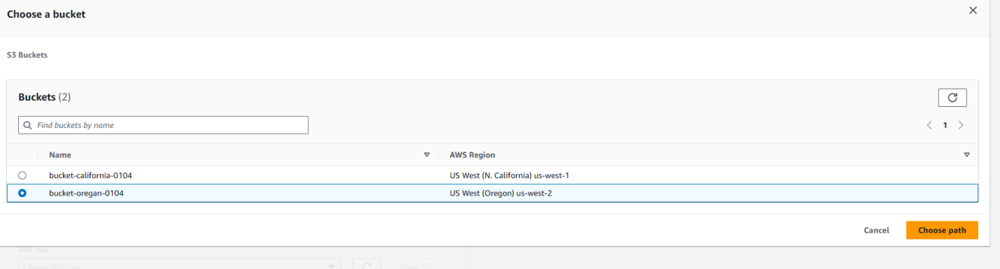 Choose a bucket
S3 Buckets
Buckets (2)
Find buckets by name
1
Name AWS Region
bucket-california-0104 US West (N. California) us-west-1
bucket-oregan-0104 US West (Oregon) us-west-2
Cancel Choose path
IAM role
Choose IAM role View